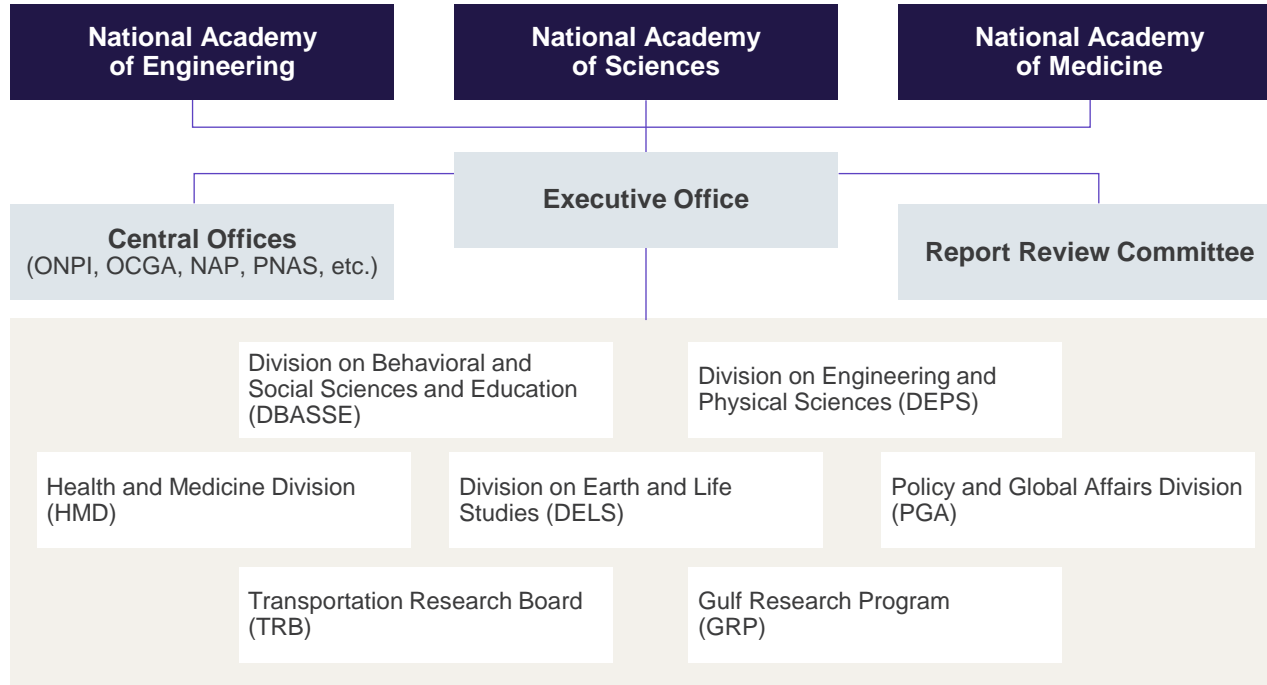 National Academy
of Engineering
National Academy
of Sciences
National Academy
of Medicine
Executive Office
Central Offices
(ONPI, OCGA, NAP, PNAS, etc.)
Report Review Committee
Division on Behavioral and
Social Sciences and Education
(DBASSE)
Division on Engineering and
Physical Sciences (DEPS)
Health and Medicine Division
(HMD)
Division on Earth and Life
Studies (DELS)
Policy and Global Affairs Division
(PGA)
Transportation Research Board
(TRB)
Gulf Research Program
(GRP)